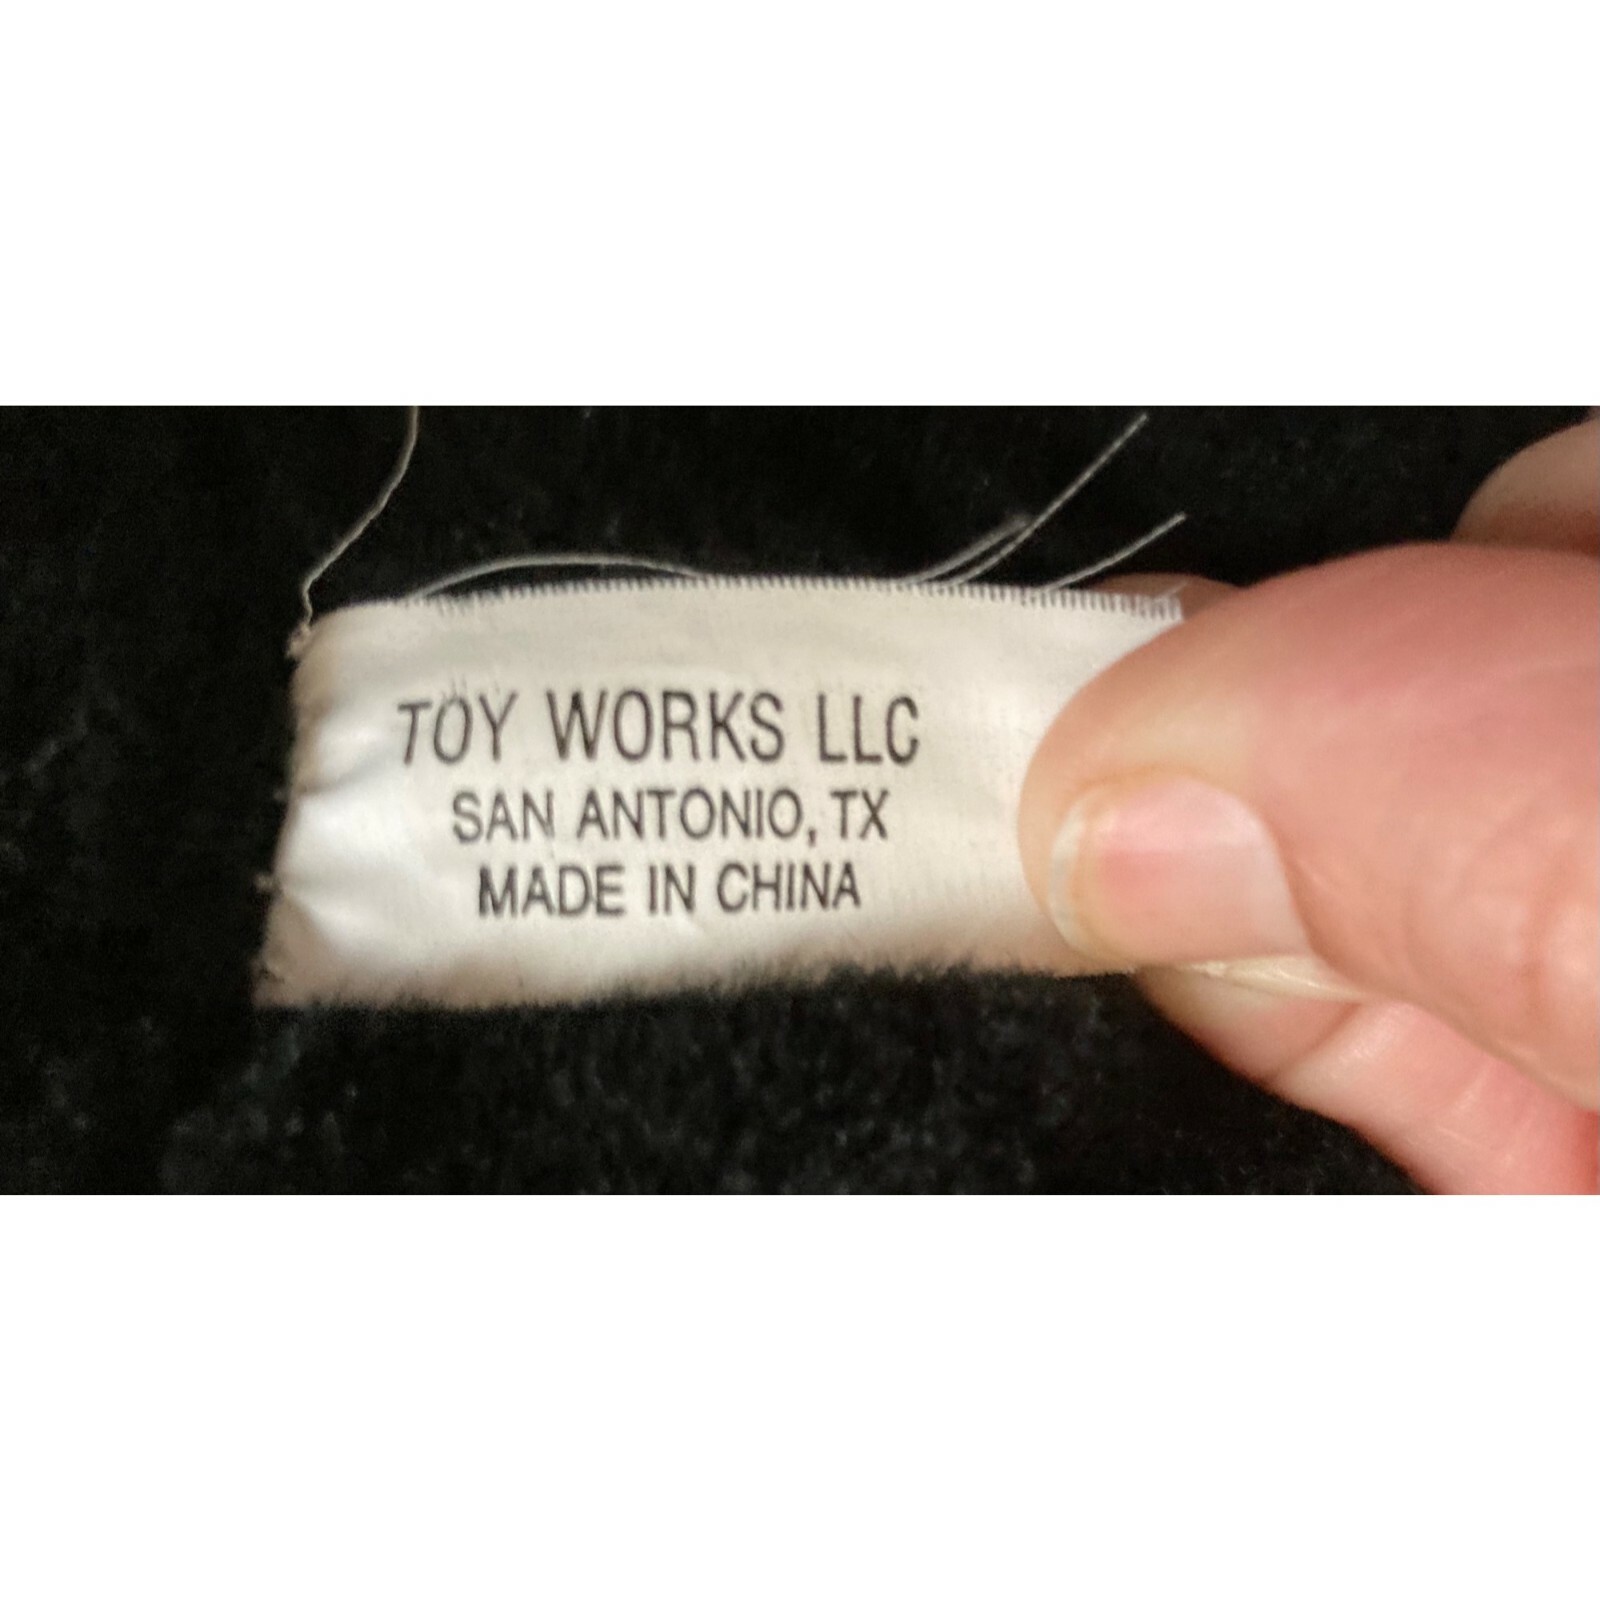 TOY WORKS LLC
SAN ANTONIO, TX
MADE IN CHINA